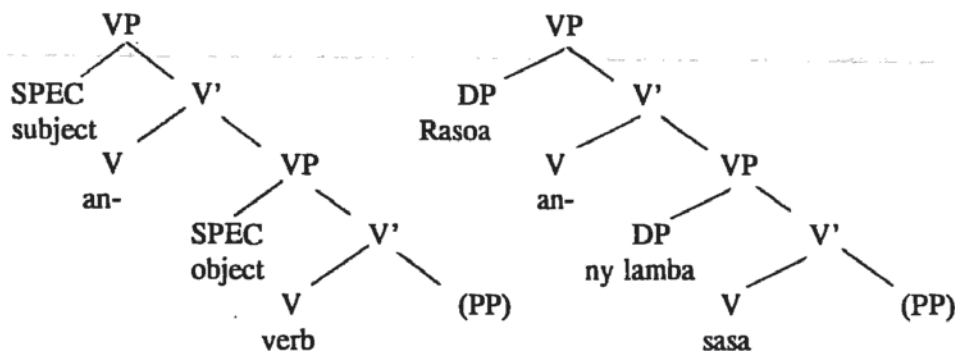 VP VP
SPEC V' DP V'
subject Rasoa
V VP V VP
an- an-
SPEC V' DP V'
object ny lamba
V (PP) V (PP)
verb sasa